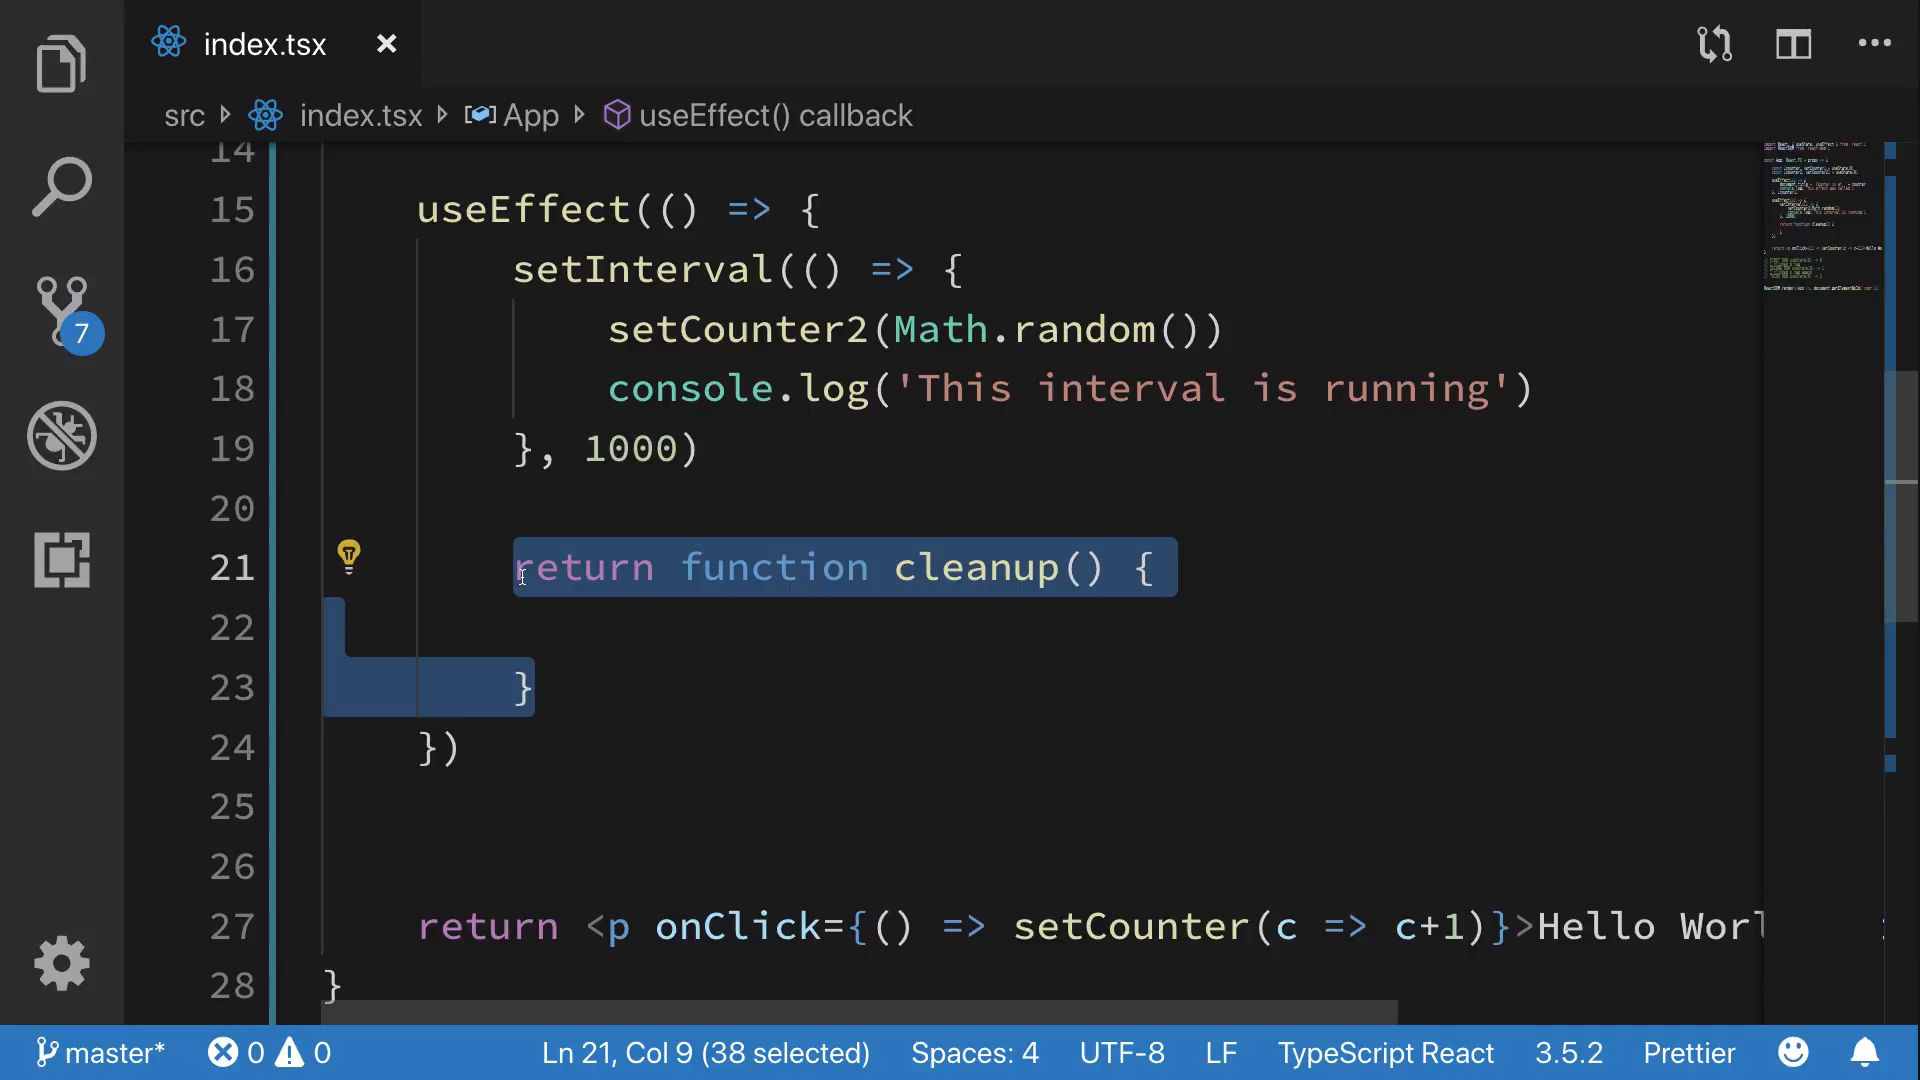 index.tsx
src index.tsx App useEffect() callback
14
15 useEffect(() => {
16 setInterval(() => {
17 setCounter2(Math.random())
18 console.log('This interval is running')
19 }, 1000)
20
21 return function cleanup() {
22
23 }
24 })
25
26
27 return <p onClick={() => setCounter(c => c+1)}>Hello Worl
28 }
7
master* 0 0 Ln 21, Col 9 (38 selected) Spaces: 4 UTF-8 LF TypeScript React 3.5.2 Prettier